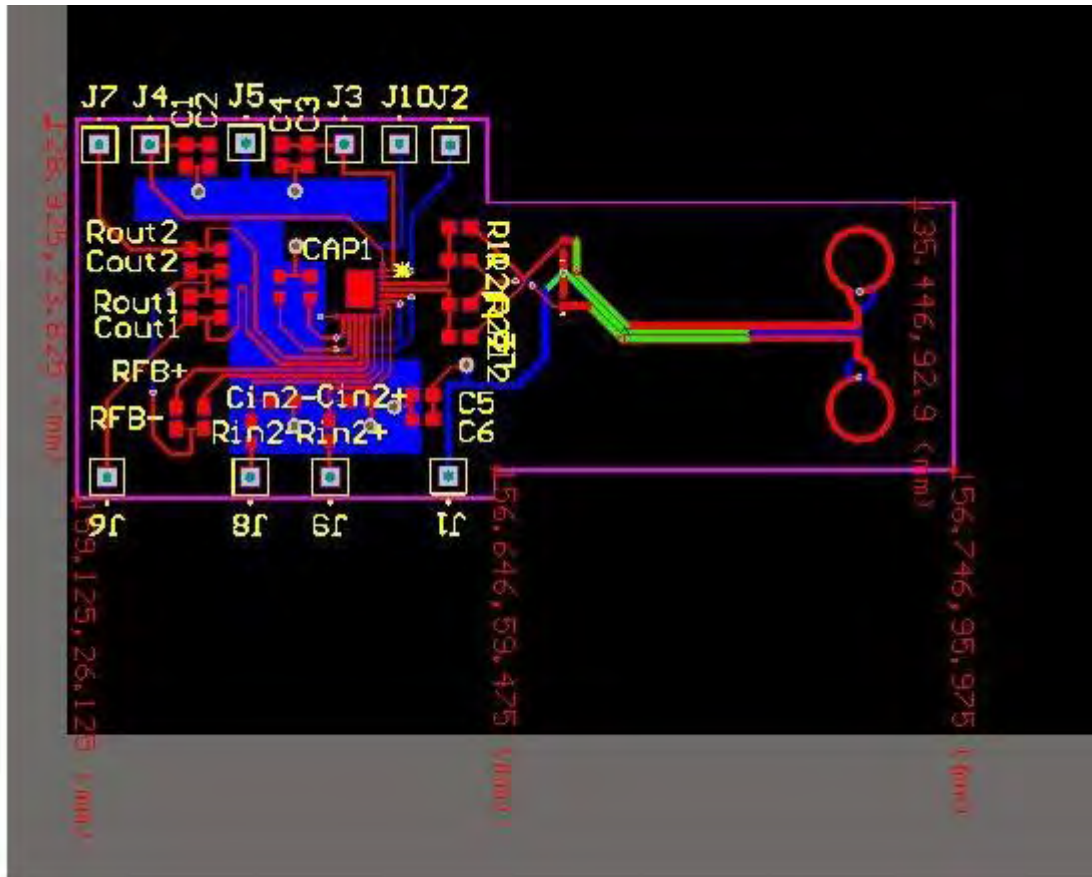 J7 J4 C1 C2 J5 C4 C3 J3 J10 J2
Rout2
Cout2
CAP1
Rout1
Cout1
RFB+
RFB-
Cin2- Cin2+
Rin2- Rin2+
C5
C6
J6 J8 J9 J1
135.446,92.9 (mm)
156.646,59.475 (mm)
156.746,95.975 (mm)